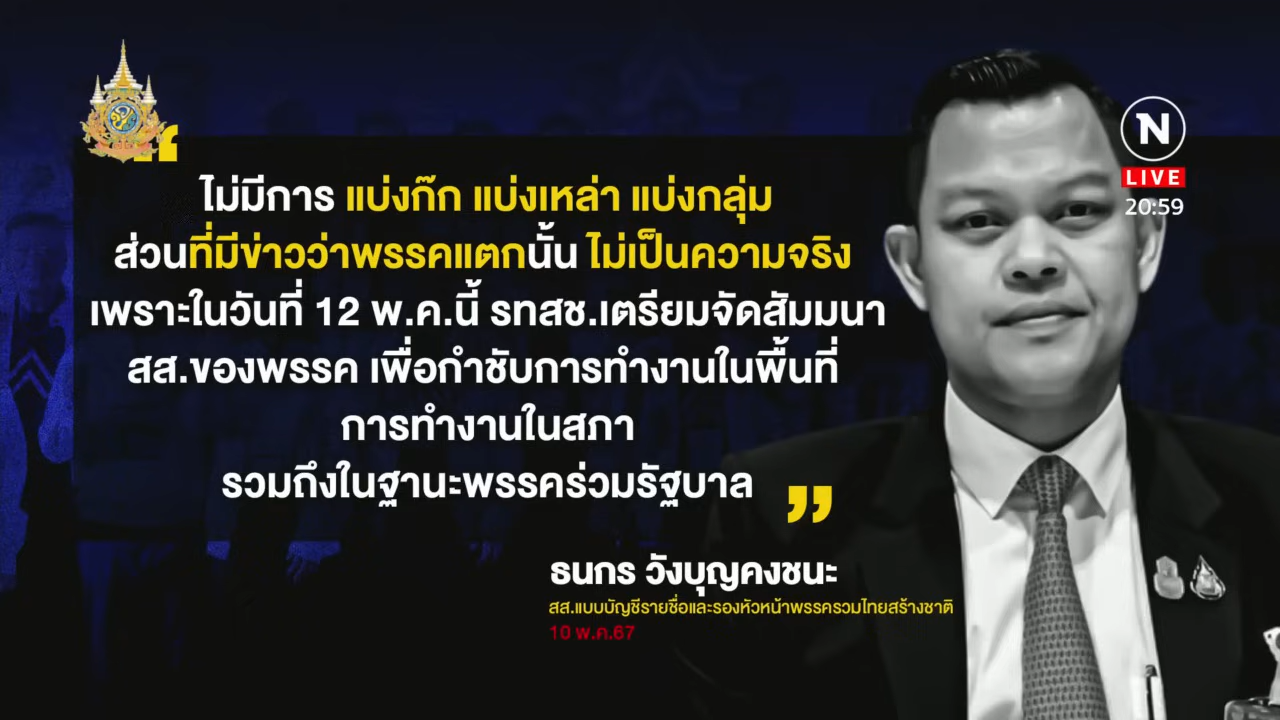 N
LIVE
20:59
“
ไม่มีการ แบ่งก๊ก แบ่งเหล่า แบ่งกลุ่ม
ส่วนที่มีข่าวว่าพรรคแตกนั้น ไม่เป็นความจริง
เพราะในวันที่ 12 พ.ค.นี้ รทสช.เตรียมจัดสัมมนา
สส.ของพรรค เพื่อกำชับการทำงานในพื้นที่
การทำงานในสภา
รวมถึงในฐานะพรรคร่วมรัฐบาล ”
ธนกร วังบุญคงชนะ
สส.แบบบัญชีรายชื่อและรองหัวหน้าพรรครวมไทยสร้างชาติ
10 พ.ค.67